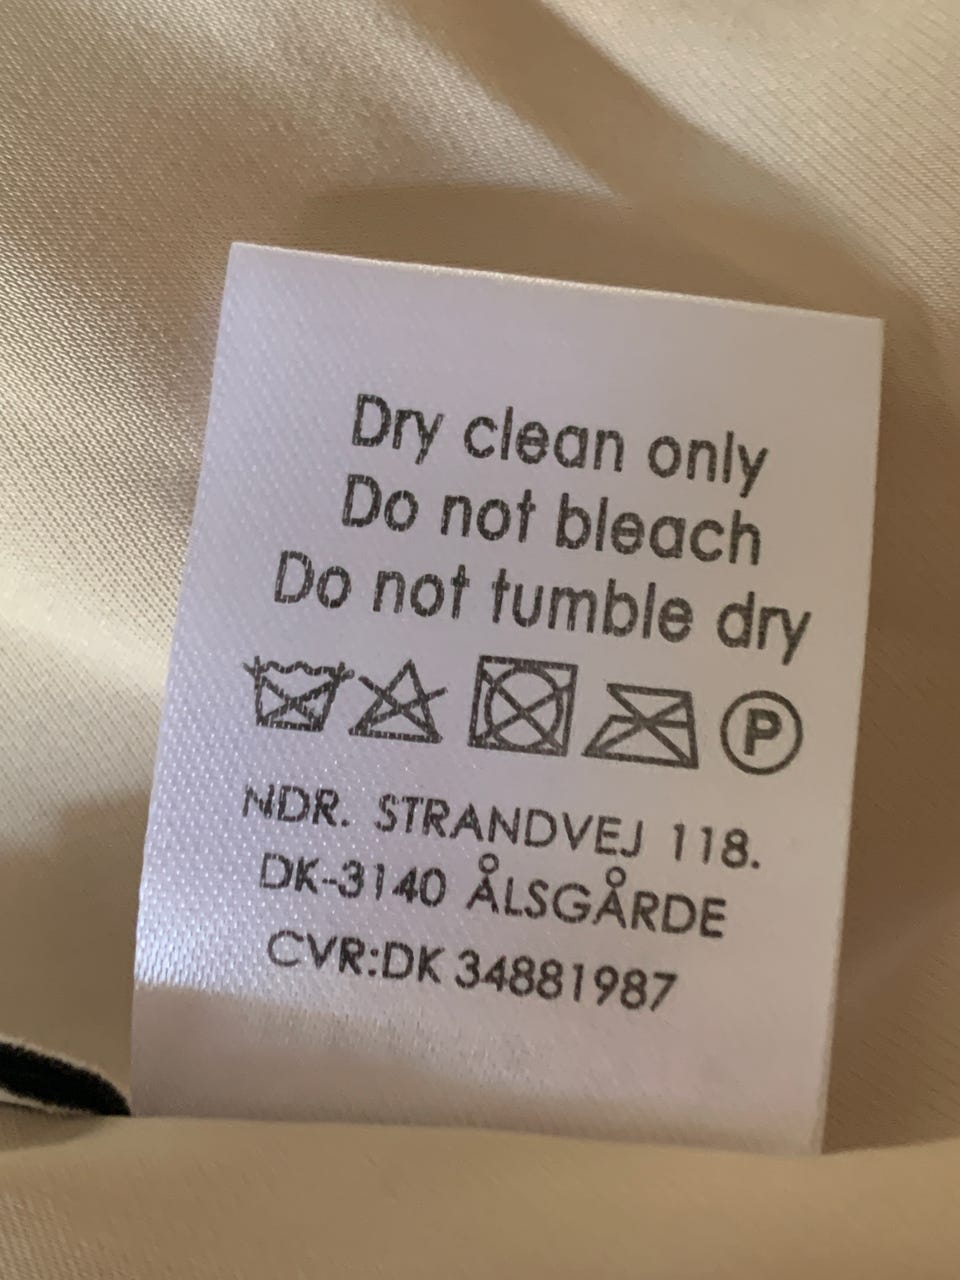 Dry clean only
Do not bleach
Do not tumble dry
P
NDR. STRANDVEJ 118.
DK-3140 ÅLSGÅRDE
CVR:DK 34881987